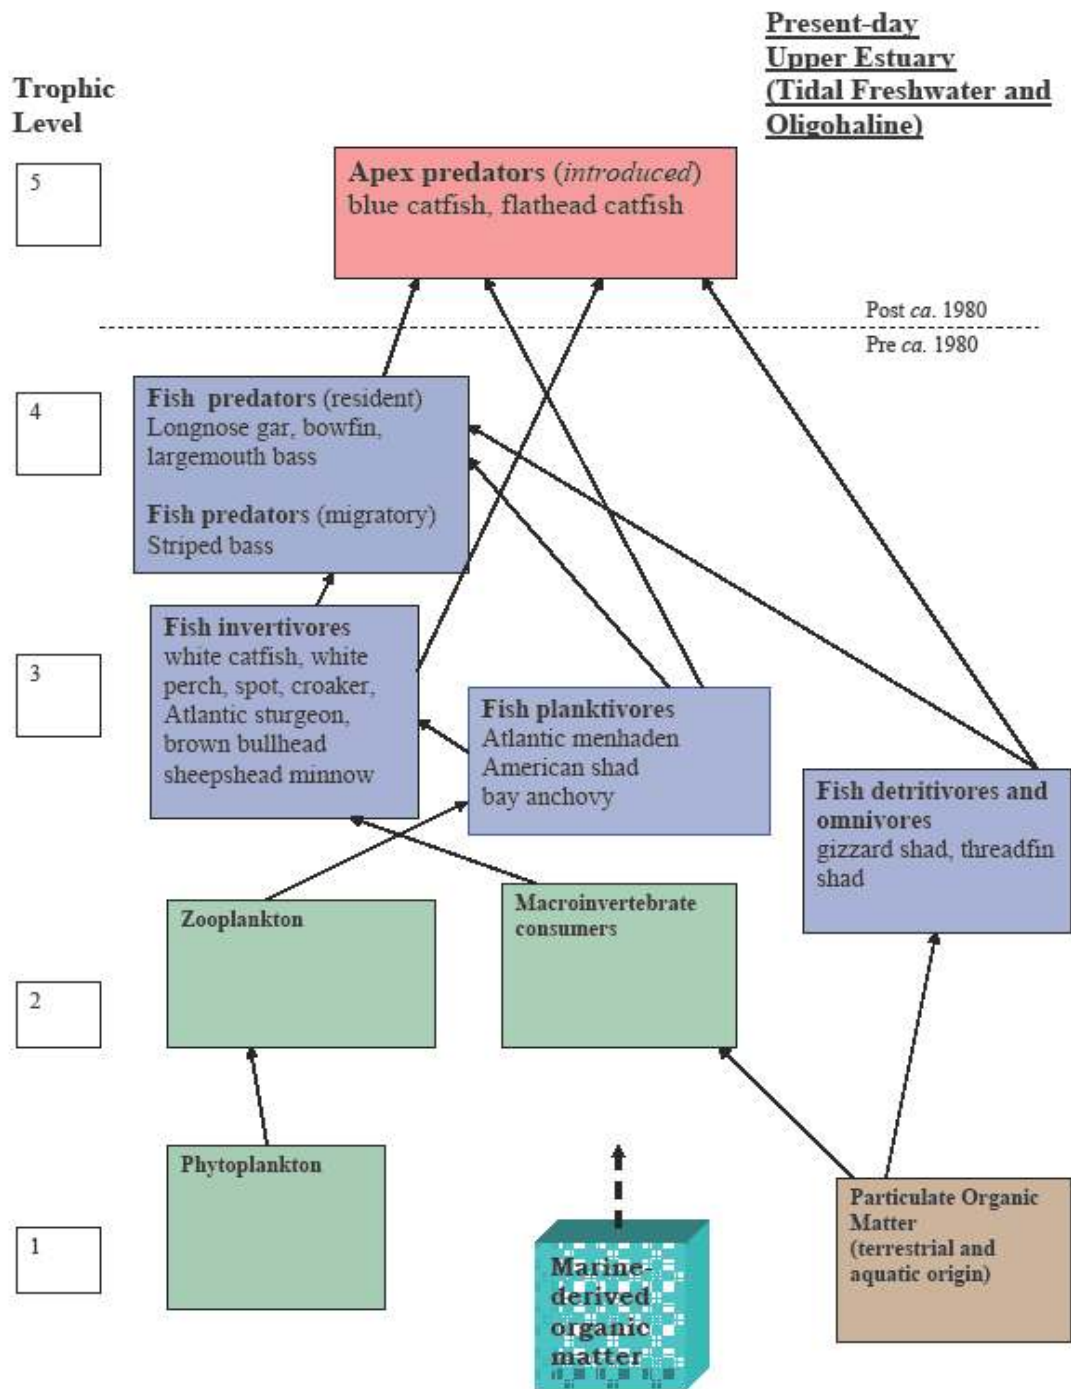 Present-day
Upper Estuary
(Tidal Freshwater and
Oligohaline)
Trophic
Level
5
Apex predators (introduced)
blue catfish, flathead catfish
Post ca. 1980
Pre ca. 1980
4
Fish predators (resident)
Longnose gar, bowfin,
largemouth bass
Fish predators (migratory)
Striped bass
3
Fish invertivores
white catfish, white
perch, spot, croaker,
Atlantic sturgeon,
brown bullhead
sheepshead minnow
Fish planktivores
Atlantic menhaden
American shad
bay anchovy
Fish detritivores and
omnivores
gizzard shad, threadfin
shad
2
Zooplankton
Macroinvertebrate
consumers
1
Phytoplankton
Marine-
derived
organic
matter
Particulate Organic
Matter
(terrestrial and
aquatic origin)